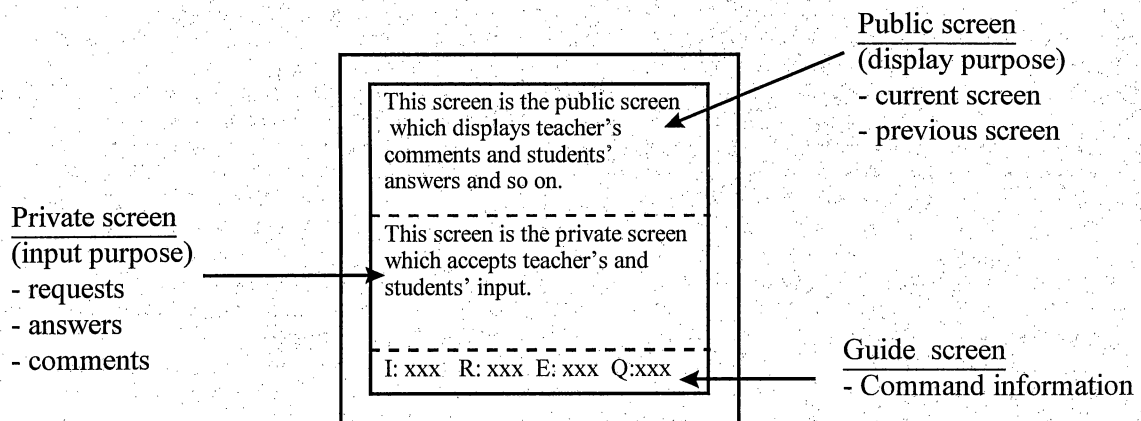 Public screen
(display purpose)
- current screen
- previous screen
This screen is the public screen
which displays teacher's
comments and students'
answers and so on.
Private screen
(input purpose)
- requests
- answers
- comments
This screen is the private screen
which accepts teacher's and
students' input.
I: xxx R: xxx E: xxx Q:xxx
Guide screen
- Command information